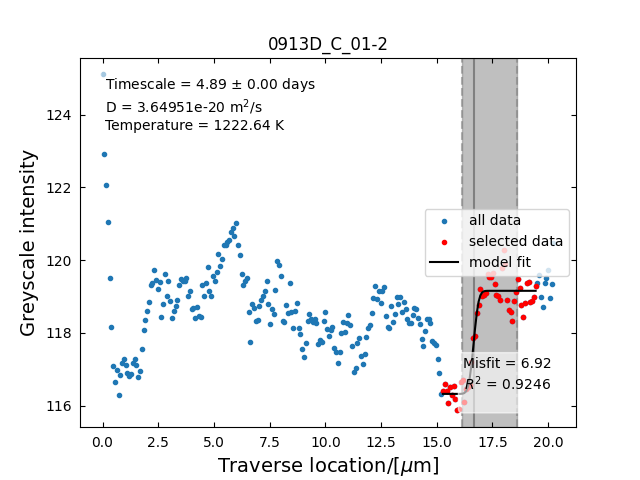 0913D_C_01-2
Timescale = 4.89 ± 0.00 days
D = 3.64951e-20 m²/s
Temperature = 1222.64 K
124
122
120
118
116
Greyscale intensity
all data
selected data
model fit
Misfit = 6.92
R² = 0.9246
0.0 2.5 5.0 7.5 10.0 12.5 15.0 17.5 20.0
Traverse location/[μm]